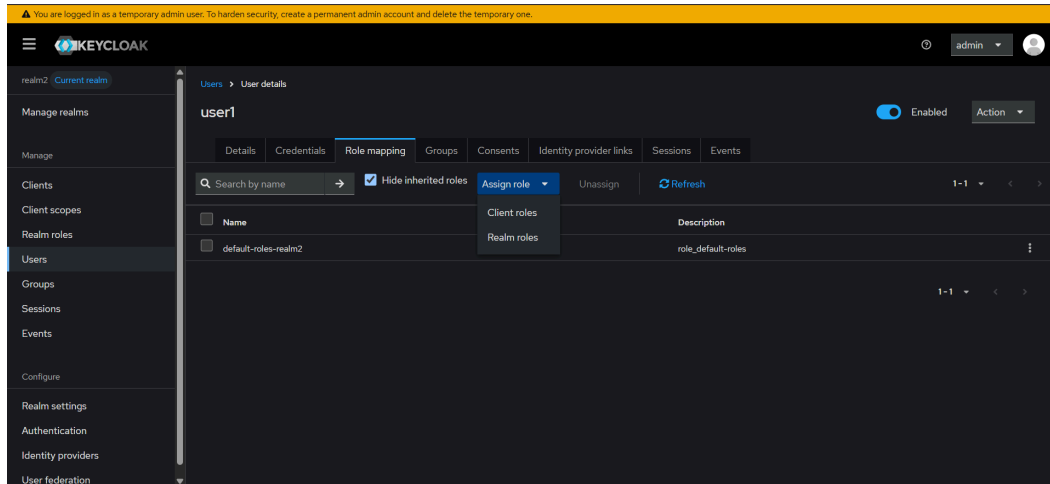 You are logged in as a temporary admin user. To harden security, create a permanent admin account and delete the temporary one.
KEYCLOAK
admin
realm2 Current realm
Manage realms
Manage
Clients
Client scopes
Realm roles
Users
Groups
Sessions
Events
Configure
Realm settings
Authentication
Identity providers
User federation
Users > User details
user1
Enabled
Action
Details Credentials Role mapping Groups Consents Identity provider links Sessions Events
Search by name Hide inherited roles Assign role Unassign Refresh 1-1
Client roles
Realm roles
Name Description
default-roles-realm2 role_default-roles
1-1